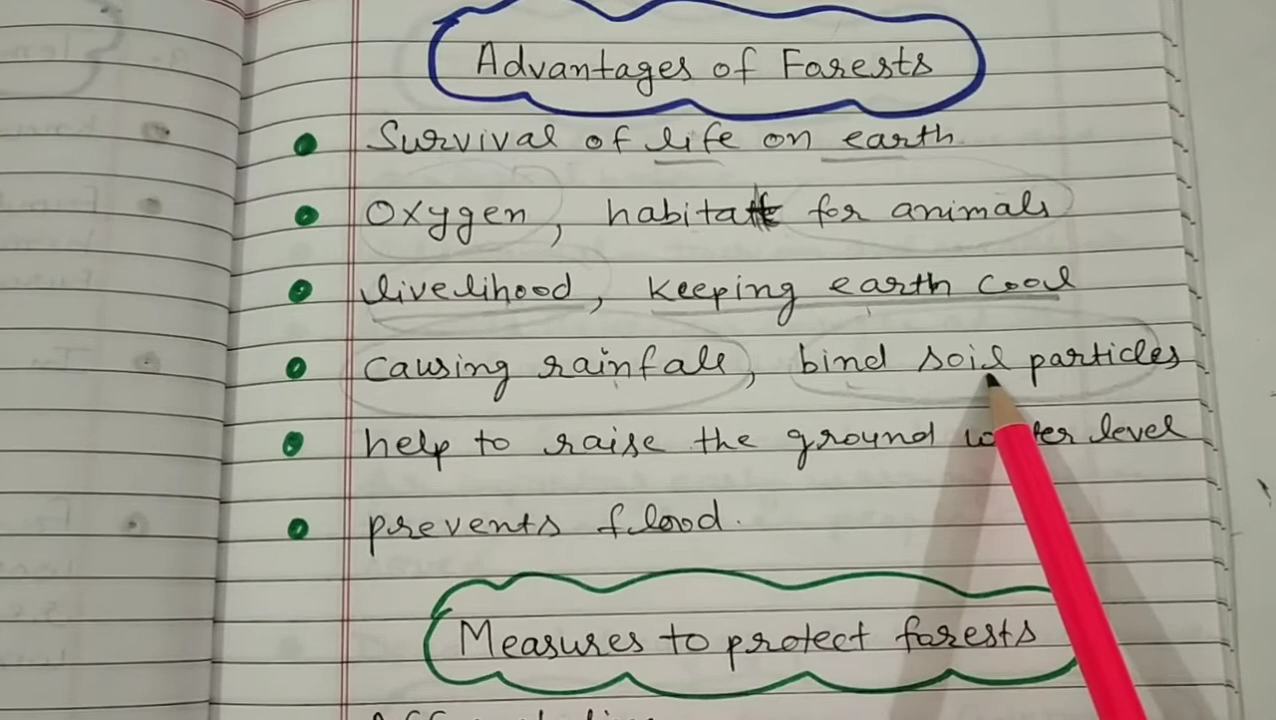 Advantages of Forests
Survival of life on earth.
Oxygen, habitat for animals
livelihood, keeping earth cool
causing rainfall, bind soil particles
help to raise the ground water level
prevents flood.
Measures to protect forests